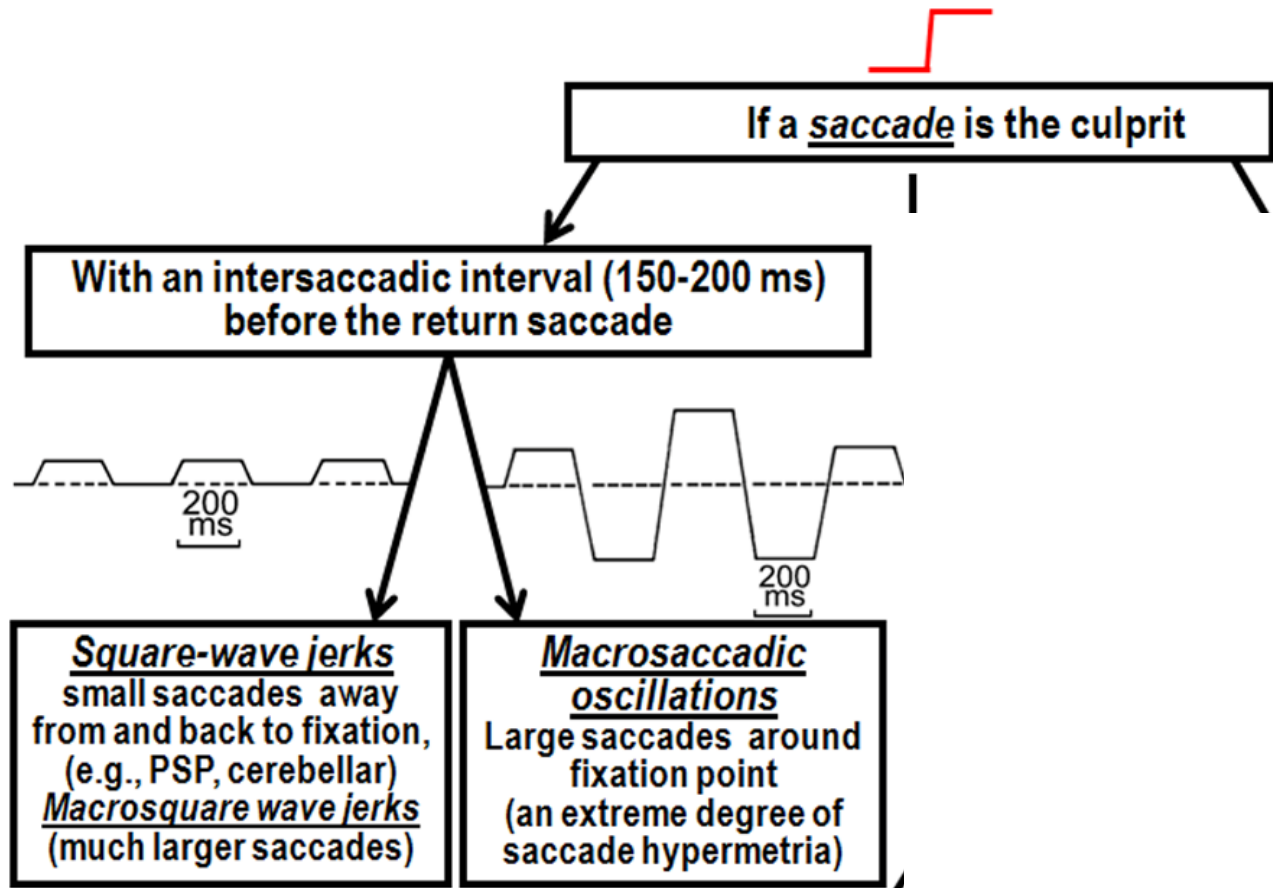 If a saccade is the culprit
With an intersaccadic interval (150-200 ms)
before the return saccade
200
ms
200
ms
Square-wave jerks
small saccades away
from and back to fixation,
(e.g., PSP, cerebellar)
Macrosquare wave jerks
(much larger saccades)
Macrosaccadic
oscillations
Large saccades around
fixation point
(an extreme degree of
saccade hypermetria)